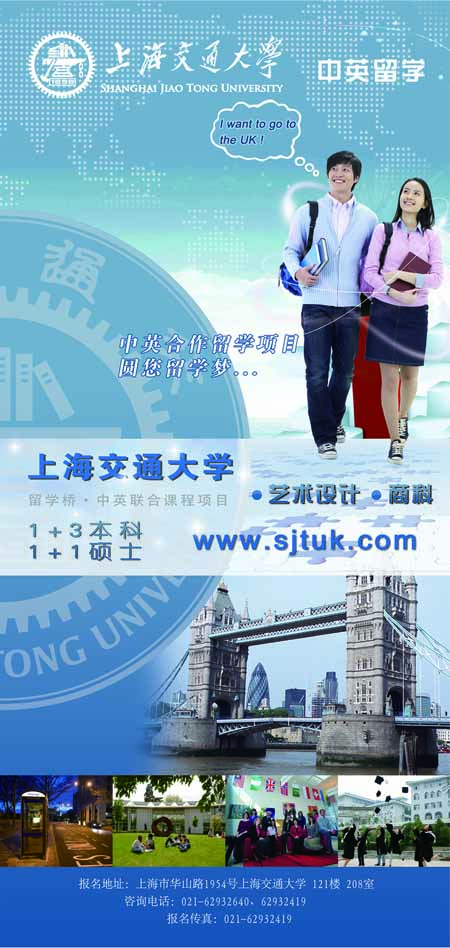 上海交通大學
SHANGHAI JIAO TONG UNIVERSITY
中英留学
I want to go to
the UK !
通
中英合作留学项目
圆您留学梦...
上海交通大学
留学桥·中英联合课程项目
·艺术设计 ·商科
1+3本科
1+1硕士
www.sjtuk.com
TONG UNIVER
报名地址: 上海市华山路1954号上海交通大学 121楼 208室
咨询电话: 021-62932640、62932419
报名传真: 021-62932419